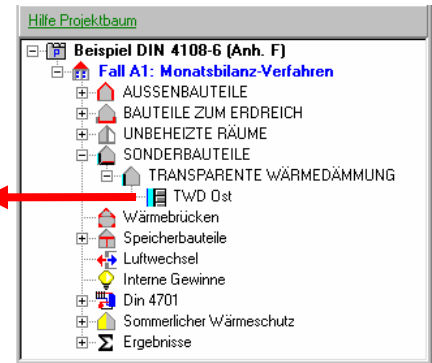 Hilfe Projektbaum
Beispiel DIN 4108-6 (Anh. F)
Fall A1: Monatsbilanz-Verfahren
AUSSENBAUTEILE
BAUTEILE ZUM ERDREICH
UNBEHEIZTE RÄUME
SONDERBAUTEILE
TRANSPARENTE WÄRMEDÄMMUNG
TWD Ost
Wärmebrücken
Speicherbauteile
Luftwechsel
Interne Gewinne
Din 4701
Sommerlicher Wärmeschutz
Σ Ergebnisse